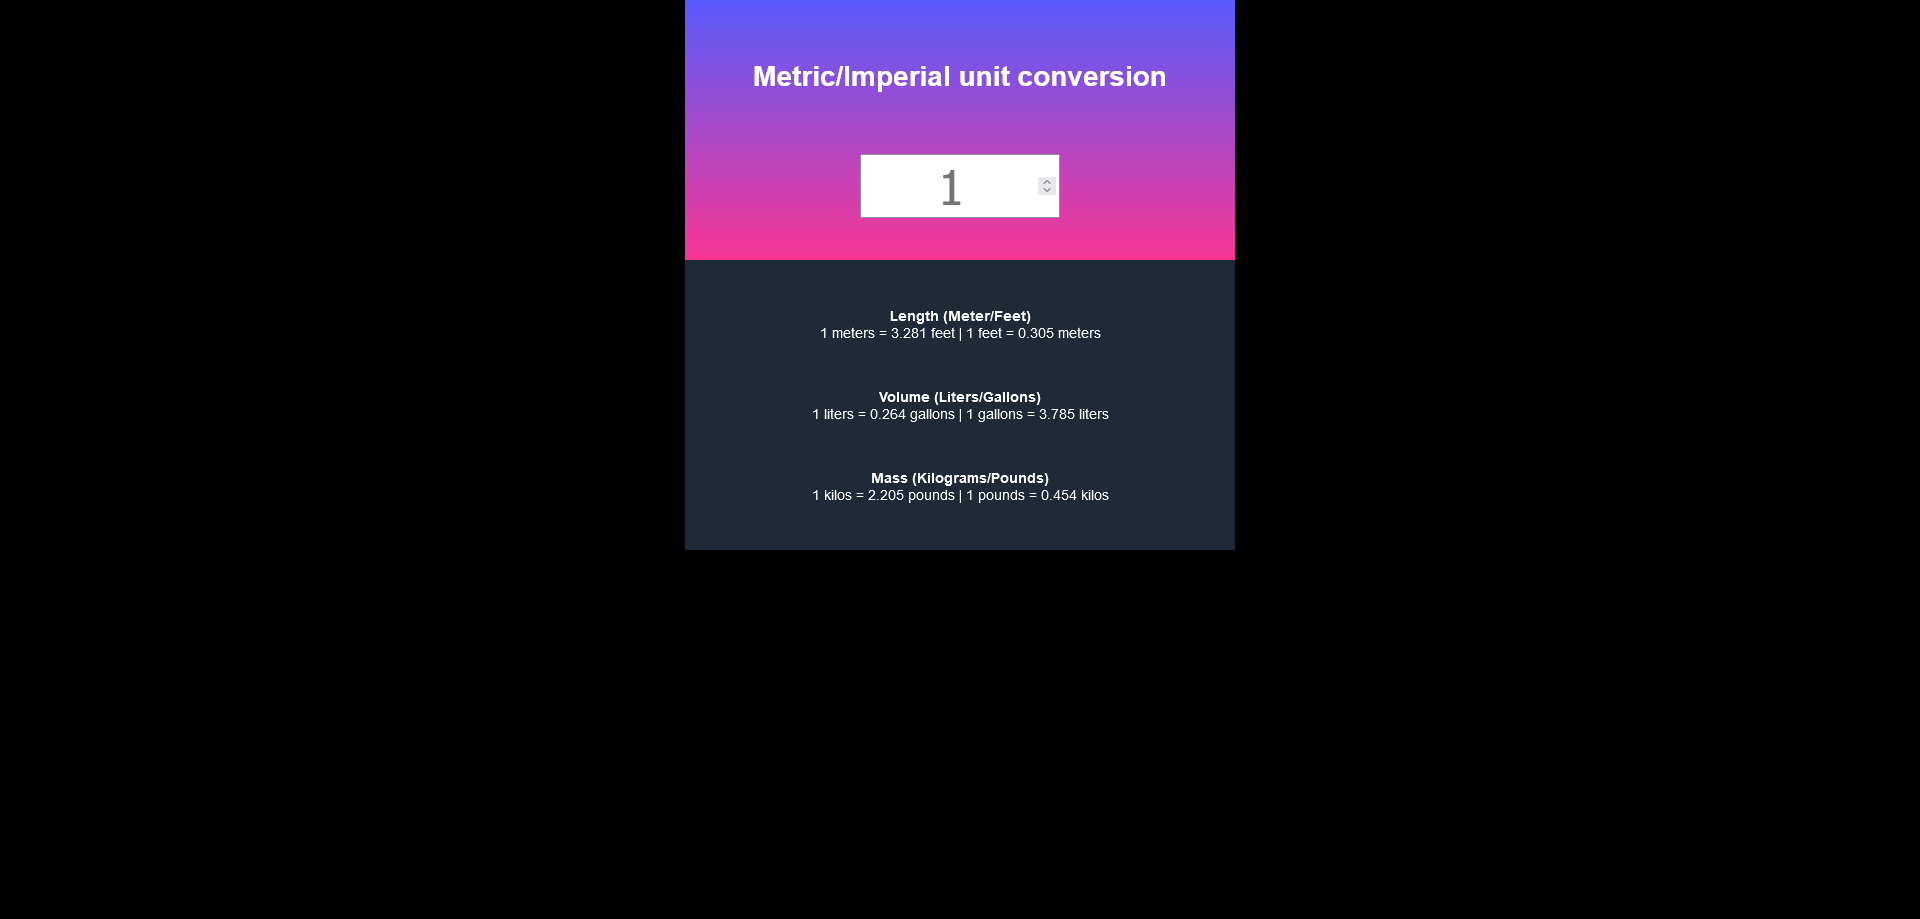 Metric/Imperial unit conversion
1
Length (Meter/Feet)
1 meters = 3.281 feet | 1 feet = 0.305 meters
Volume (Liters/Gallons)
1 liters = 0.264 gallons | 1 gallons = 3.785 liters
Mass (Kilograms/Pounds)
1 kilos = 2.205 pounds | 1 pounds = 0.454 kilos